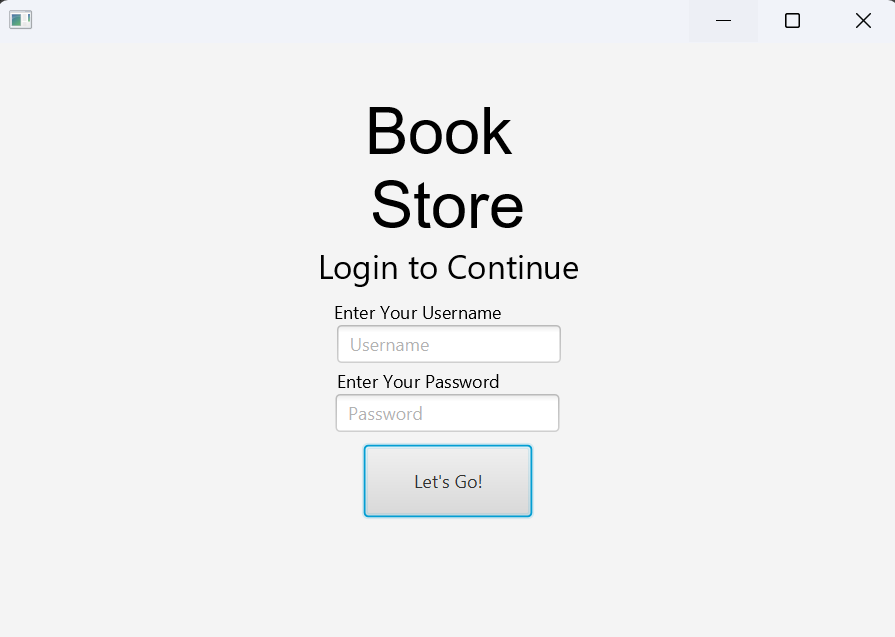 Book
Store
Login to Continue
Enter Your Username
Username
Enter Your Password
Password
Let's Go!